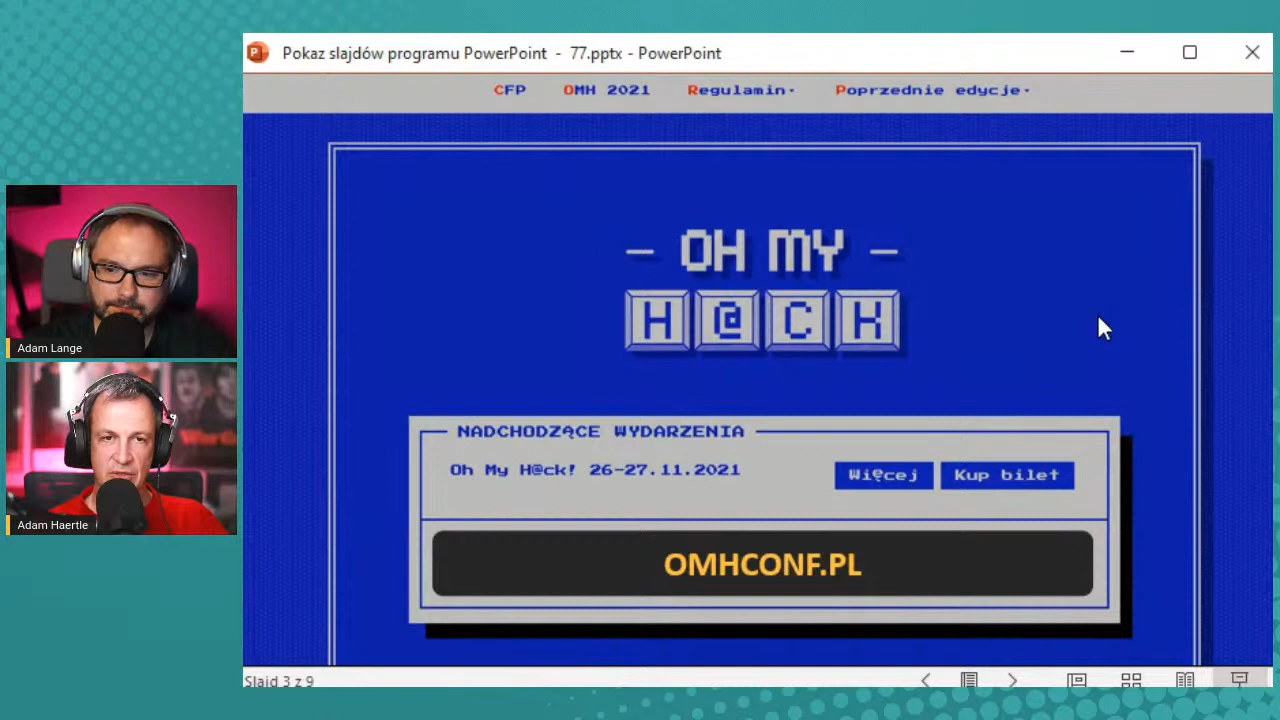 Pokaz slajdów programu PowerPoint - 77.pptx - PowerPoint
CFP OMH 2021 Regulamin Poprzednie edycje
— OH MY —
H@CK
NADCHODZĄCE WYDARZENIA
Oh My H@ck! 26-27.11.2021
Więcej Kup bilet
OMHCONF.PL
Adam Lange
Adam Haertle
Slajd 3 z 9